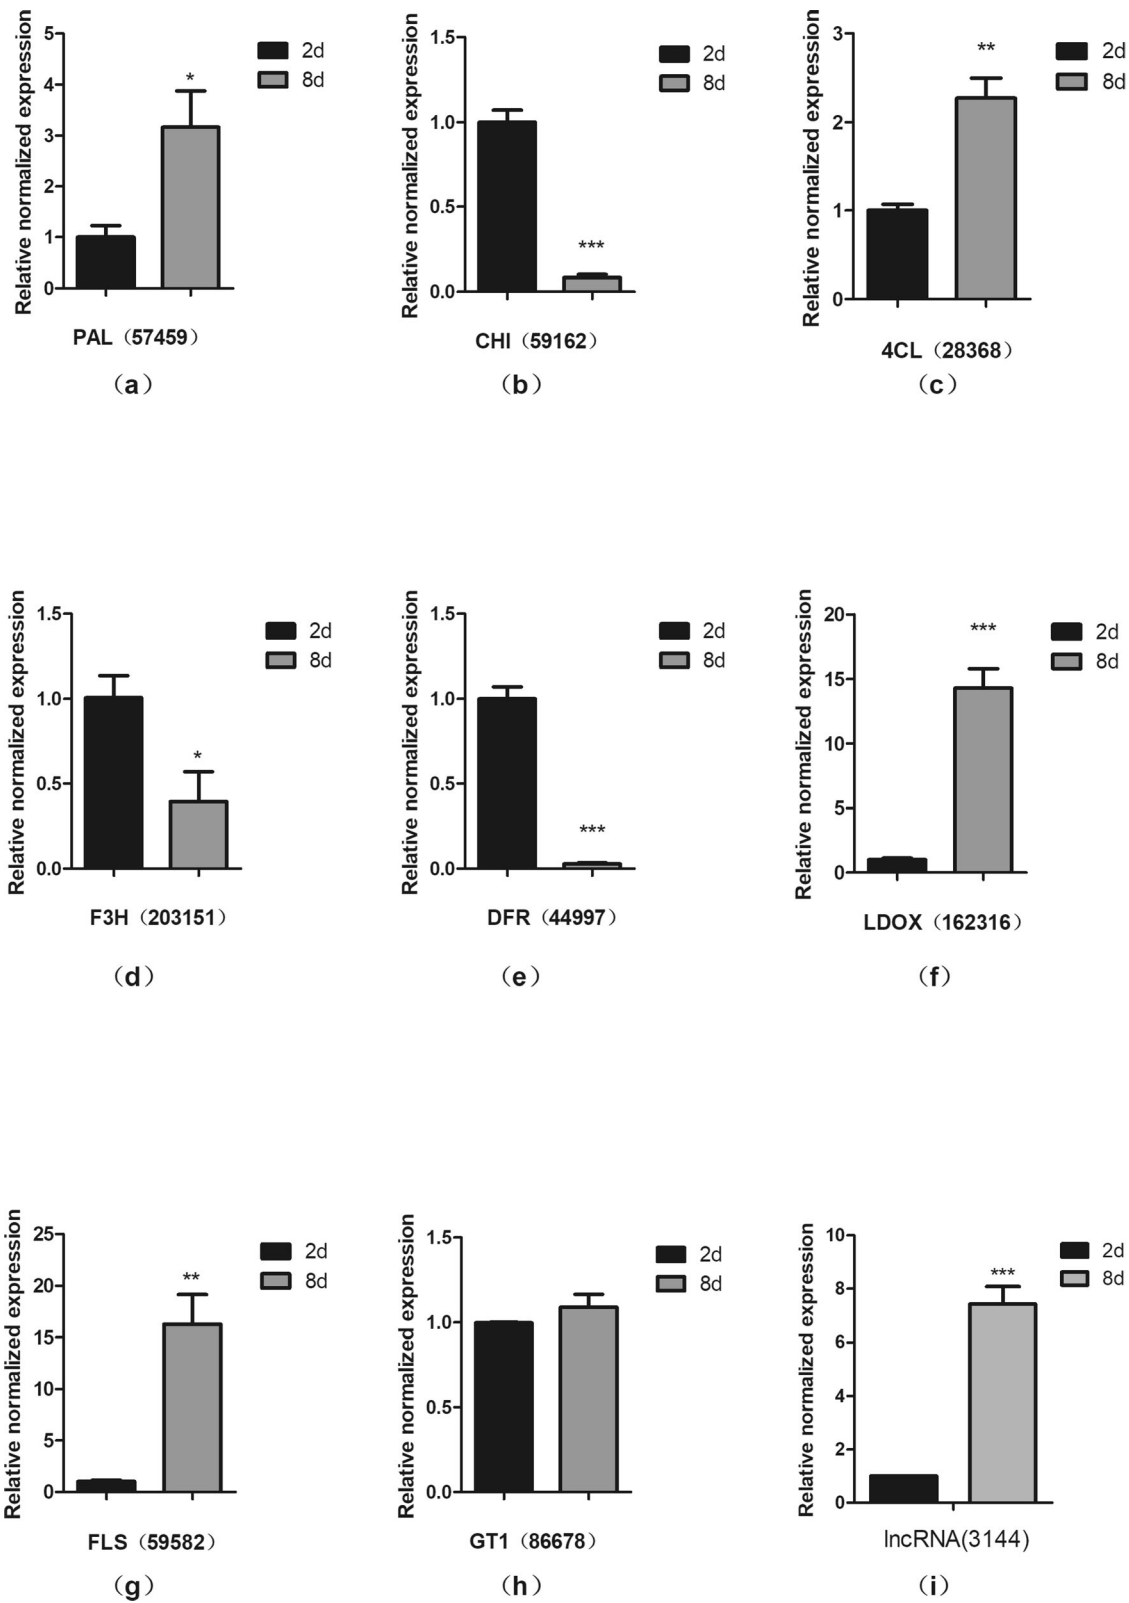 Relative normalized expression
5
4
3
2
1
0
*
2d
8d
PAL（57459）
（a）
Relative normalized expression
1.5
1.0
0.5
0.0
***
2d
8d
CHI（59162）
（b）
Relative normalized expression
3
2
1
0
**
2d
8d
4CL（28368）
（c）
Relative normalized expression
1.5
1.0
0.5
0.0
*
2d
8d
F3H（203151）
（d）
Relative normalized expression
1.5
1.0
0.5
0.0
***
2d
8d
DFR（44997）
（e）
Relative normalized expression
20
15
10
5
0
***
2d
8d
LDOX（162316）
（f）
Relative normalized expression
25
20
15
10
5
0
**
2d
8d
FLS（59582）
（g）
Relative normalized expression
1.5
1.0
0.5
0.0
2d
8d
GT1（86678）
（h）
Relative normalized expression
10
8
6
4
2
0
***
2d
8d
lncRNA(3144)
（i）